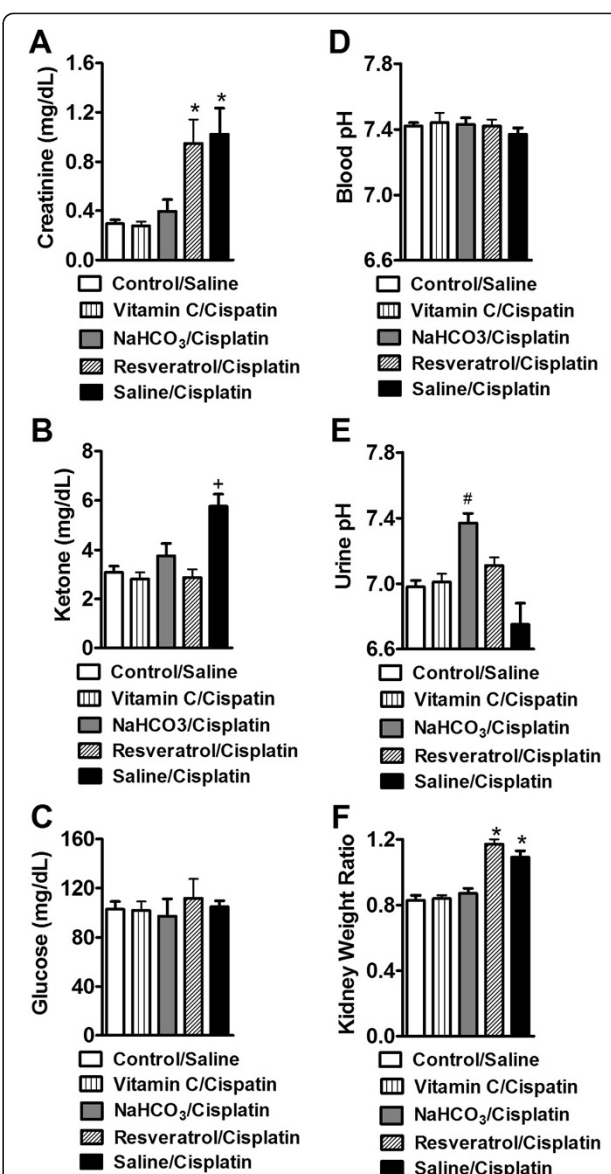 A
Creatinine (mg/dL)
1.6
1.2
0.8
0.4
0.0
* *
Control/Saline
Vitamin C/Cispatin
NaHCO₃/Cisplatin
Resveratrol/Cisplatin
Saline/Cisplatin
B
Ketone (mg/dL)
8
6
4
2
0
+
Control/Saline
Vitamin C/Cispatin
NaHCO3/Cisplatin
Resveratrol/Cisplatin
Saline/Cisplatin
C
Glucose (mg/dL)
160
120
80
40
0
Control/Saline
Vitamin C/Cispatin
NaHCO₃/Cisplatin
Resveratrol/Cisplatin
Saline/Cisplatin
D
Blood pH
7.8
7.4
7.0
6.6
Control/Saline
Vitamin C/Cispatin
NaHCO3/Cisplatin
Resveratrol/Cisplatin
Saline/Cisplatin
E
Urine pH
7.8
7.4
7.0
6.6
#
Control/Saline
Vitamin C/Cispatin
NaHCO₃/Cisplatin
Resveratrol/Cisplatin
Saline/Cisplatin
F
Kidney Weight Ratio
1.2
0.8
0.4
0.0
* *
Control/Saline
Vitamin C/Cispatin
NaHCO₃/Cisplatin
Resveratrol/Cisplatin
Saline/Cisplatin